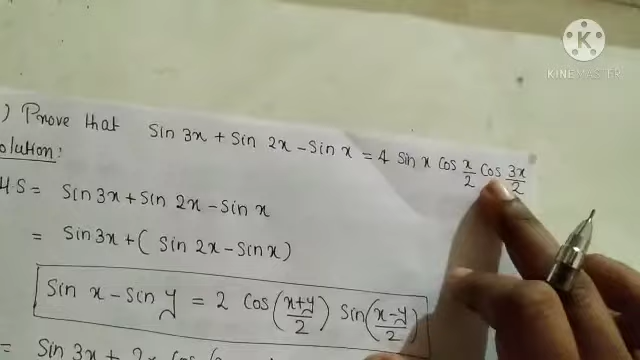 K
KINEMASTER
) Prove that Sin 3x + Sin 2x - Sin x = 4 Sin x Cos x/2 Cos 3x/2
olution:
HS = Sin 3x + Sin 2x - Sin x
= Sin 3x + ( Sin 2x - Sin x )
Sin x - Sin y = 2 Cos(x+y/2) Sin(x-y/2)
= Sin 3x +